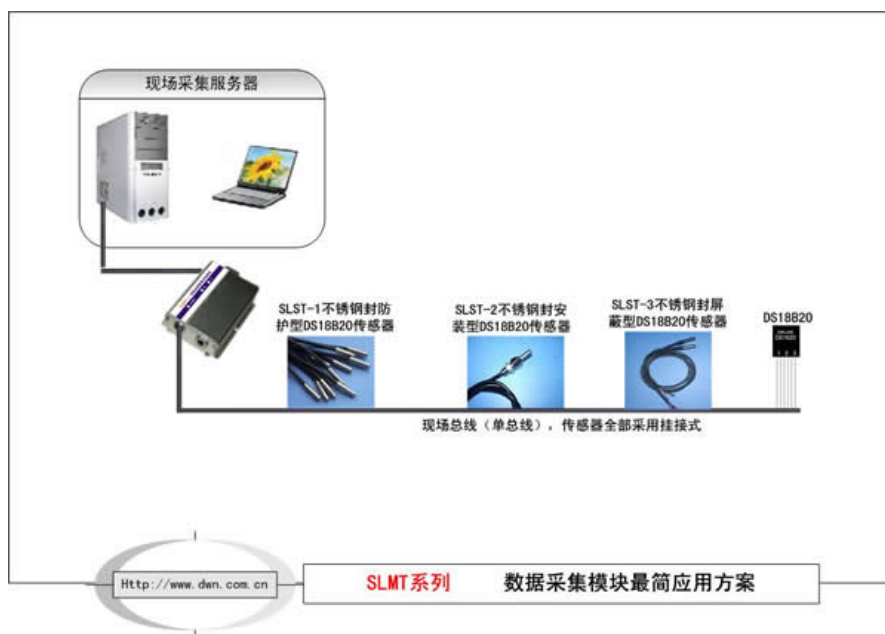 现场采集服务器
SLST-1不锈钢封防
护型DS18B20传感器
SLST-2不锈钢封安
装型DS18B20传感器
SLST-3不锈钢封屏
蔽型DS18B20传感器
DS18B20
1 2 3
现场总线（单总线），传感器全部采用挂接式
Http://www.dwn.com.cn
SLMT系列 数据采集模块最简应用方案